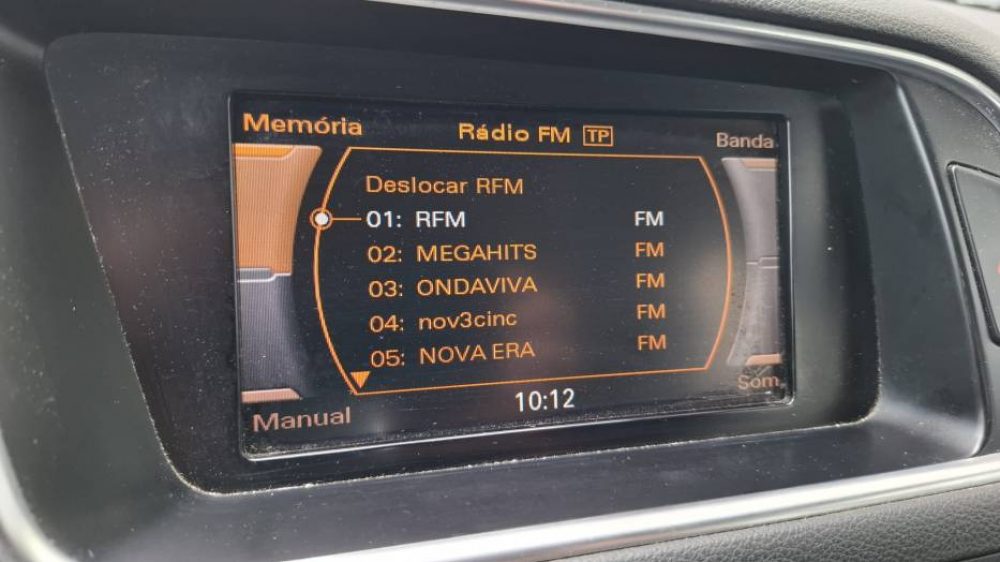 Memória Rádio FM TP Banda
Deslocar RFM
01: RFM FM
02: MEGAHITS FM
03: ONDAVIVA FM
04: nov3cinc FM
05: NOVA ERA FM
Manual 10:12 Som